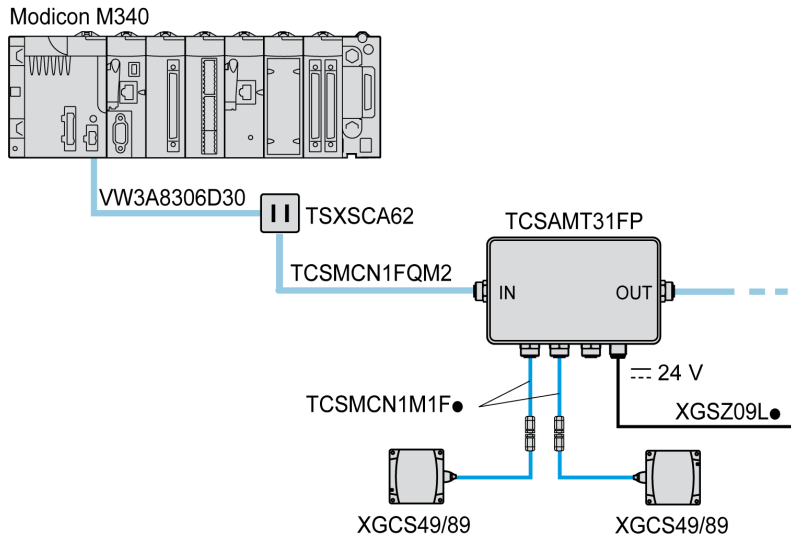 Modicon M340
VW3A8306D30
TSXSCA62
TCSAMT31FP
TCSMCN1FQM2
IN
OUT
24 V
TCSMCN1M1F●
XGSZ09L●
XGCS49/89
XGCS49/89